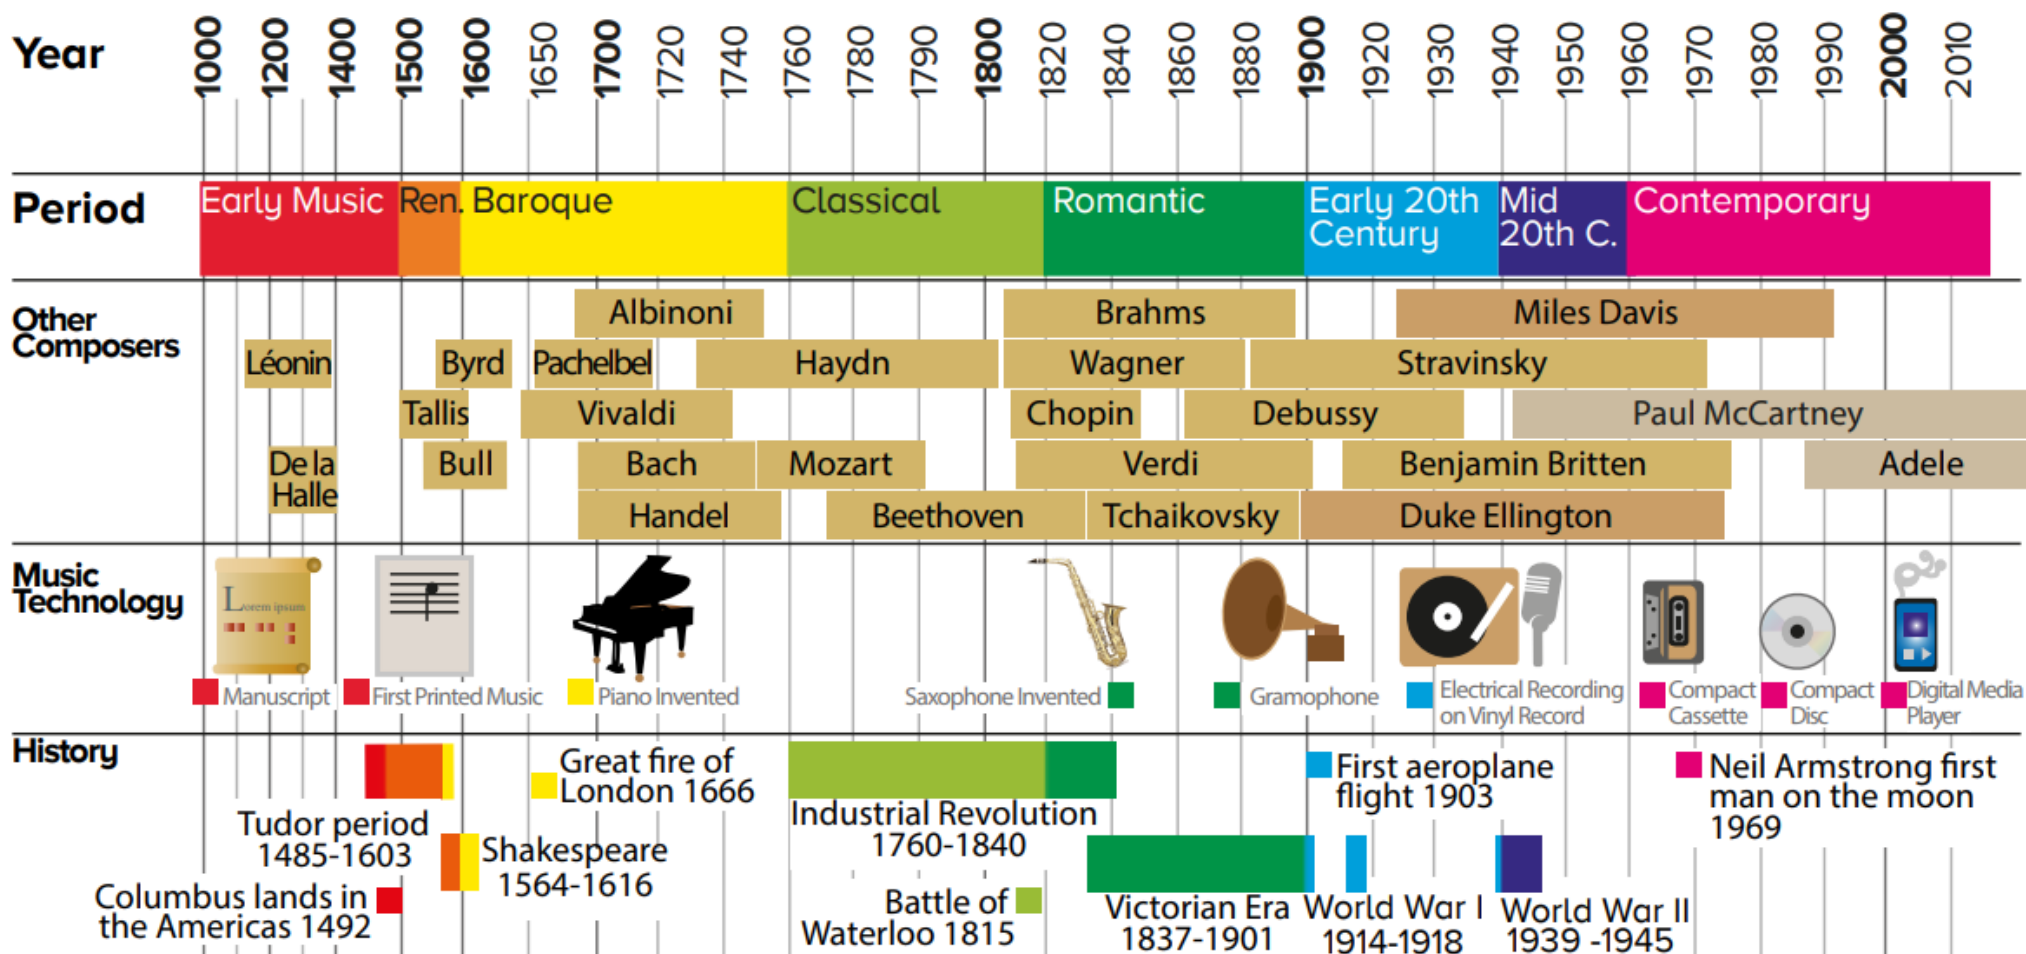 Year
1000
1200
1400
1500
1600
1650
1700
1720
1740
1760
1780
1790
1800
1820
1840
1860
1880
1900
1920
1930
1940
1950
1960
1970
1980
1990
2000
2010
Period
Early Music
Ren.
Baroque
Classical
Romantic
Early 20th
Century
Mid
20th C.
Contemporary
Other
Composers
Albinoni
Brahms
Miles Davis
Léonin
Byrd
Pachelbel
Haydn
Wagner
Stravinsky
Tallis
Vivaldi
Chopin
Debussy
Paul McCartney
De la
Halle
Bull
Bach
Mozart
Verdi
Benjamin Britten
Adele
Handel
Beethoven
Tchaikovsky
Duke Ellington
Music
Technology
Lorem ipsum
Manuscript
First Printed Music
Piano Invented
Saxophone Invented
Gramophone
Electrical Recording
on Vinyl Record
Compact
Cassette
Compact
Disc
Digital Media
Player
History
Tudor period
1485-1603
Columbus lands in
the Americas 1492
Shakespeare
1564-1616
Great fire of
London 1666
Industrial Revolution
1760-1840
Battle of
Waterloo 1815
Victorian Era
1837-1901
First aeroplane
flight 1903
World War I
1914-1918
World War II
1939 -1945
Neil Armstrong first
man on the moon
1969